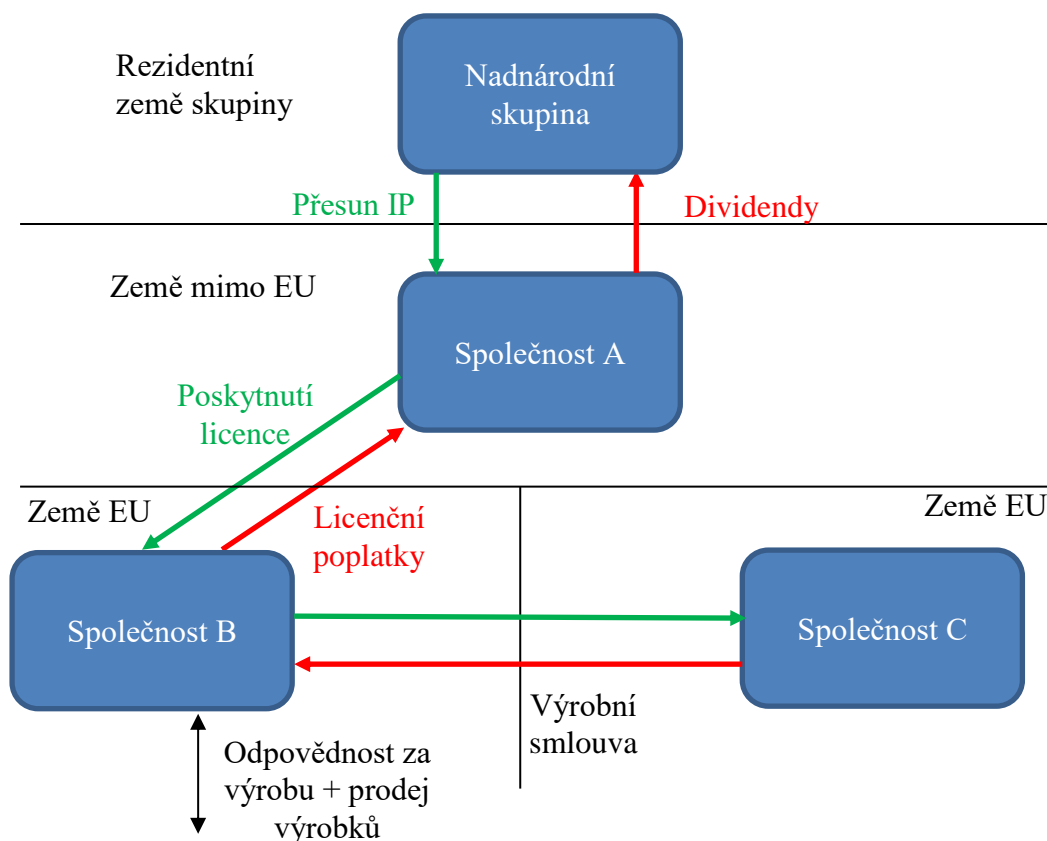 Rezidentní
země skupiny
Nadnárodní
skupina
Přesun IP
Dividendy
Země mimo EU
Společnost A
Poskytnutí
licence
Země EU
Licenční
poplatky
Země EU
Společnost B
Společnost C
Výrobní
smlouva
Odpovědnost za
výrobu + prodej
výrobků